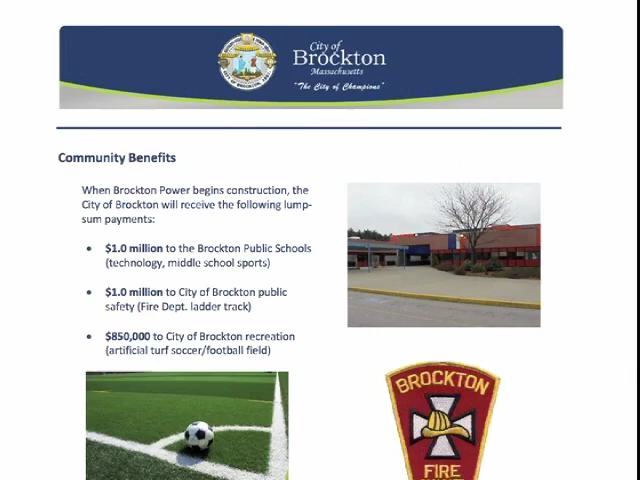 City of
Brockton
Massachusetts
"The City of Champions"
Community Benefits
When Brockton Power begins construction, the
City of Brockton will receive the following lump-
sum payments:
• $1.0 million to the Brockton Public Schools
(technology, middle school sports)
• $1.0 million to City of Brockton public
safety (Fire Dept. ladder track)
• $850,000 to City of Brockton recreation
(artificial turf soccer/football field)
BROCKTON
FIRE